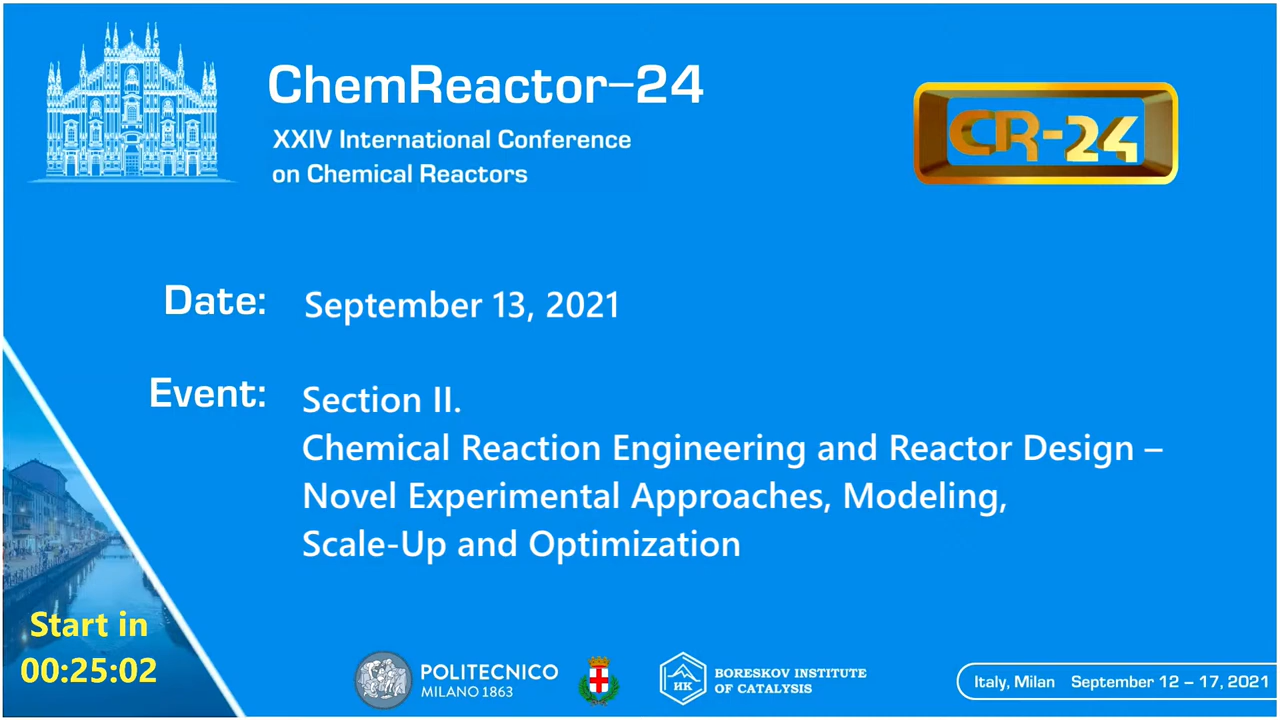 ChemReactor–24
XXIV International Conference
on Chemical Reactors
CR-24
Date: September 13, 2021
Event: Section II.
Chemical Reaction Engineering and Reactor Design –
Novel Experimental Approaches, Modeling,
Scale-Up and Optimization
Start in
00:25:02
POLITECNICO
MILANO 1863
ИК
BORESKOV INSTITUTE
OF CATALYSIS
Italy, Milan September 12 – 17, 2021